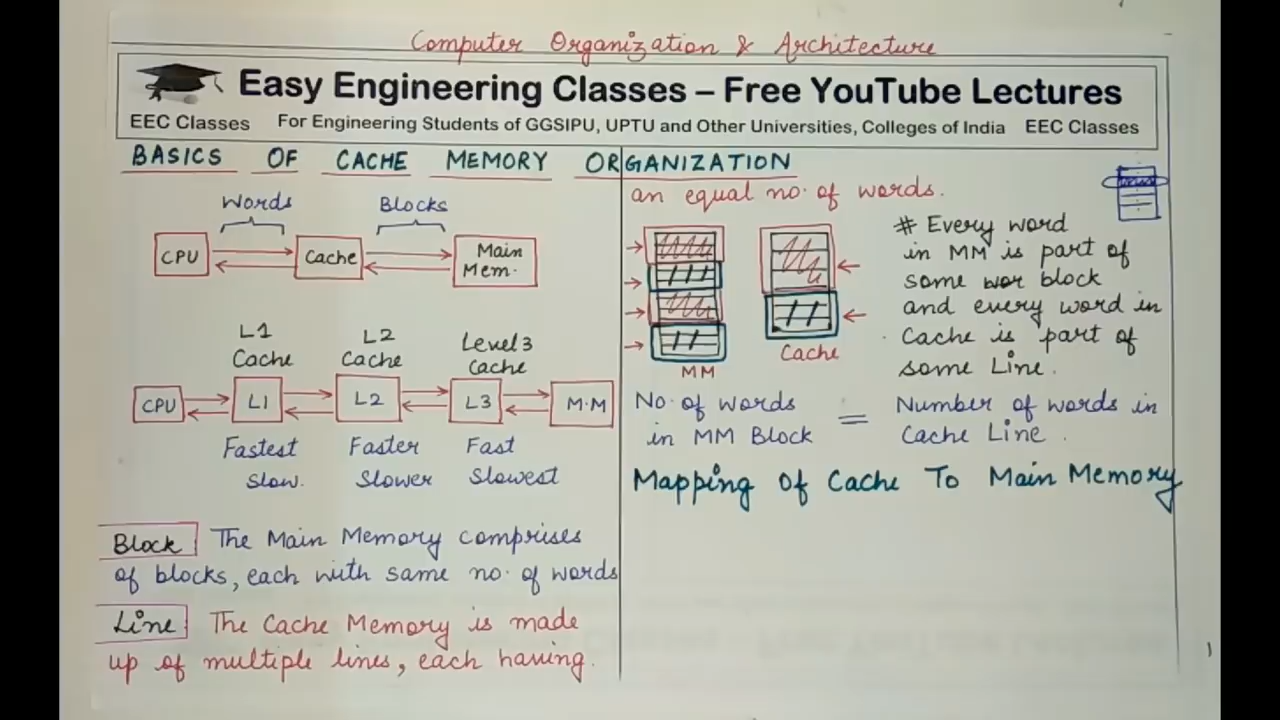 Computer Organization & Architecture
Easy Engineering Classes – Free YouTube Lectures
EEC Classes For Engineering Students of GGSIPU, UPTU and Other Universities, Colleges of India EEC Classes
BASICS OF CACHE MEMORY ORGANIZATION
Words Blocks
CPU Cache Main
Mem.
L1
Cache
L2
Cache
Level 3
Cache
CPU L1 L2 L3 M.M
Fastest Faster Fast
Slow. Slower Slowest
Block The Main Memory comprises
of blocks, each with same no. of words
Line The Cache Memory is made
up of multiple lines, each having.
an equal no. of words.
MM
Cache
# Every word
in MM is part of
some wor block
and every word in
Cache is part of
some Line.
No. of words
in MM Block
=
Number of words in
Cache Line.
Mapping Of Cache To Main Memory